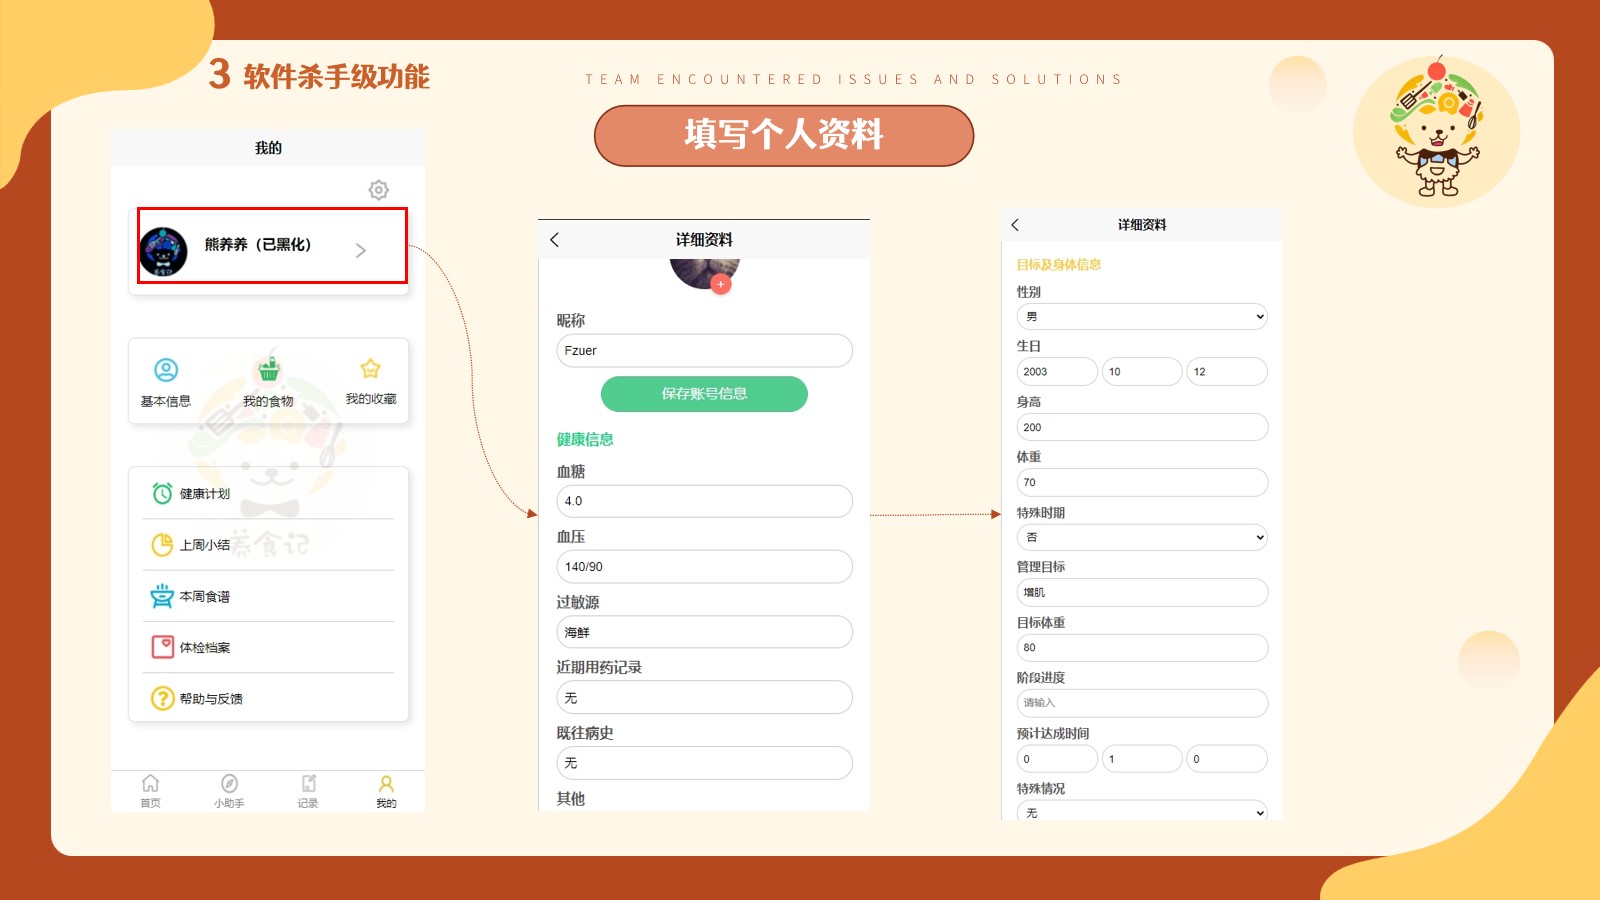 3 软件杀手级功能
TEAM ENCOUNTERED ISSUES AND SOLUTIONS
填写个人资料
我的
熊养养（已黑化）
基本信息
我的食物
我的收藏
健康计划
上周小结
养食记
本周食谱
体检档案
帮助与反馈
首页
小助手
记录
我的
详细资料
昵称
Fzuer
保存账号信息
健康信息
血糖
4.0
血压
140/90
过敏源
海鲜
近期用药记录
无
既往病史
无
其他
详细资料
目标及身体信息
性别
男
生日
2003 10 12
身高
200
体重
70
特殊时期
否
管理目标
增肌
目标体重
80
阶段进度
请输入
预计达成时间
0 1 0
特殊情况
无